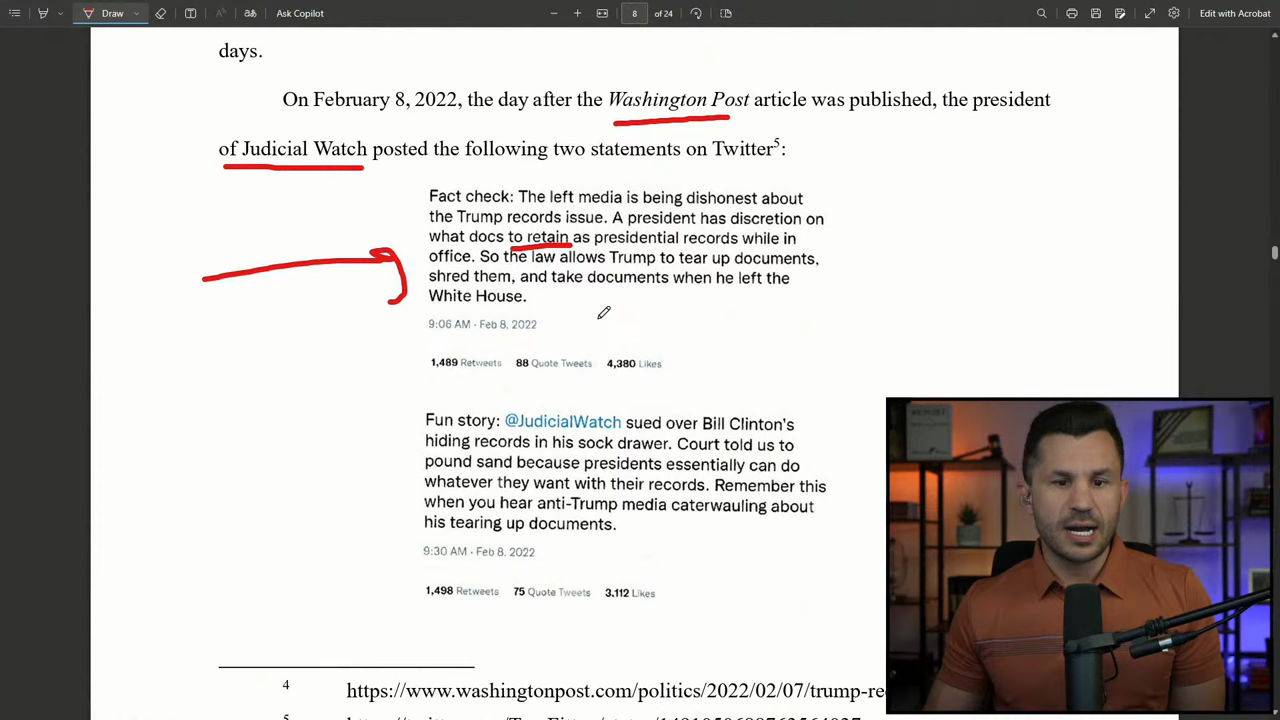 Draw
Ask Copilot
8 of 24
Edit with Acrobat
days.
On February 8, 2022, the day after the Washington Post article was published, the president
of Judicial Watch posted the following two statements on Twitter5:
Fact check: The left media is being dishonest about
the Trump records issue. A president has discretion on
what docs to retain as presidential records while in
office. So the law allows Trump to tear up documents,
shred them, and take documents when he left the
White House.
9:06 AM · Feb 8, 2022
1,489 Retweets 88 Quote Tweets 4,380 Likes
Fun story: @JudicialWatch sued over Bill Clinton's
hiding records in his sock drawer. Court told us to
pound sand because presidents essentially can do
whatever they want with their records. Remember this
when you hear anti-Trump media caterwauling about
his tearing up documents.
9:30 AM · Feb 8, 2022
1,498 Retweets 75 Quote Tweets 3,112 Likes
4 https://www.washingtonpost.com/politics/2022/02/07/trump-re
5